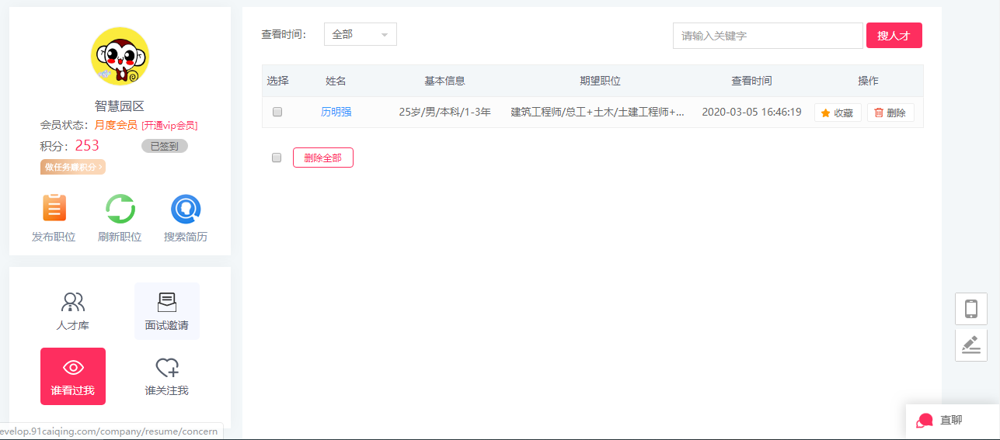 智慧园区
会员状态：月度会员 [开通vip会员]
积分：253 已签到
做任务赚积分 >
发布职位 刷新职位 搜索简历
人才库 面试邀请
谁看过我 谁关注我
evelop.91caiqing.com/company/resume/concern
查看时间： 全部 请输入关键字 搜人才
选择 姓名 基本信息 期望职位 查看时间 操作
历明强 25岁/男/本科/1-3年 建筑工程师/总工+土木/土建工程师+... 2020-03-05 16:46:19 收藏 删除
删除全部
直聊